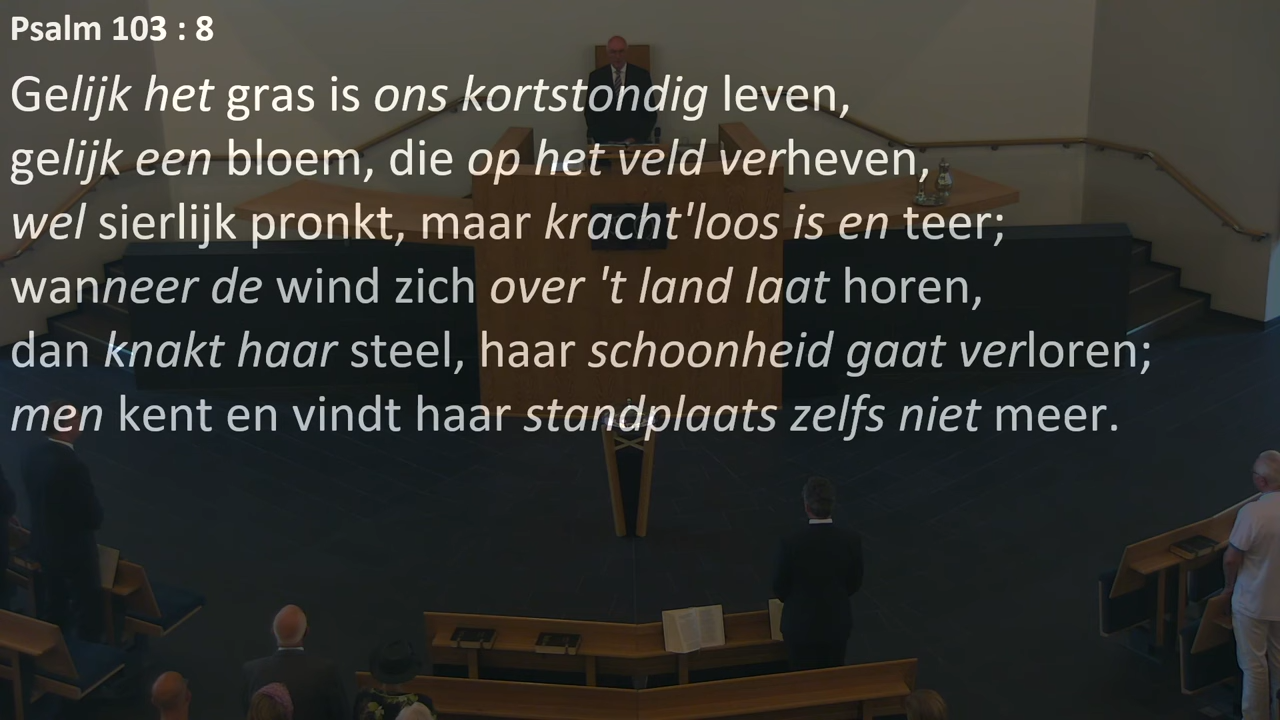 Psalm 103 : 8
Gelijk het gras is ons kortstondig leven,
gelijk een bloem, die op het veld verheven,
wel sierlijk pronkt, maar kracht'loos is en teer;
wanneer de wind zich over 't land laat horen,
dan knakt haar steel, haar schoonheid gaat verloren;
men kent en vindt haar standplaats zelfs niet meer.